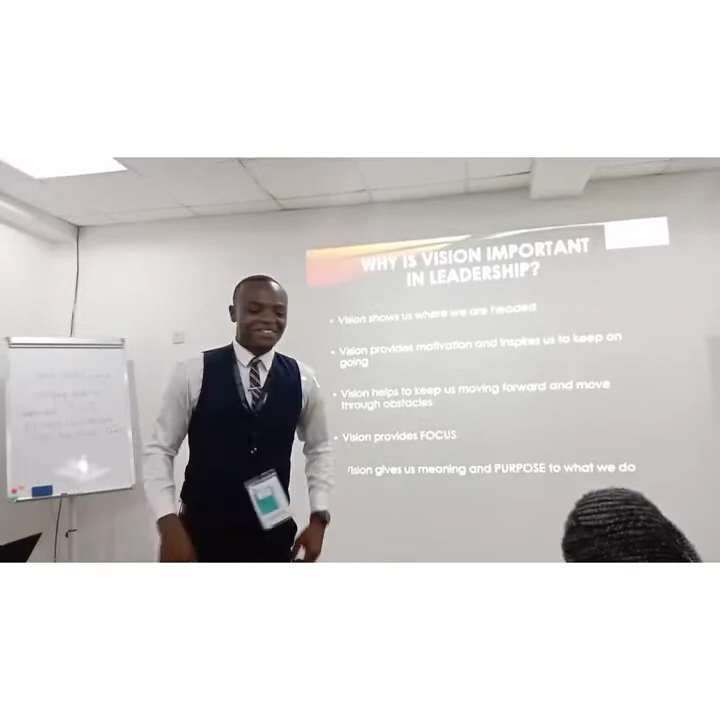 WHY IS VISION IMPORTANT
IN LEADERSHIP?
• Vision shows us where we are headed
• Vision provides motivation and inspires us to keep on
going
• Vision helps to keep us moving forward and move
through obstacles
• Vision provides FOCUS
Vision gives us meaning and PURPOSE to what we do